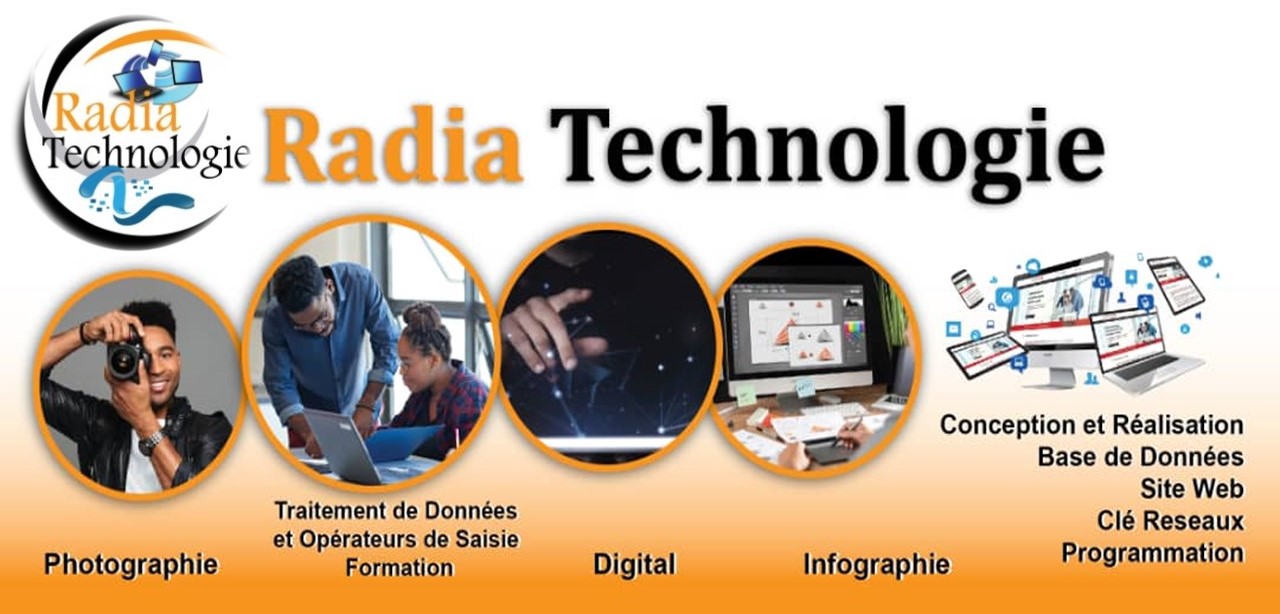 Radia
Technologie
Radia Technologie
Photographie
Traitement de Données
et Opérateurs de Saisie
Formation
Digital
Infographie
Conception et Réalisation
Base de Données
Site Web
Clé Reseaux
Programmation